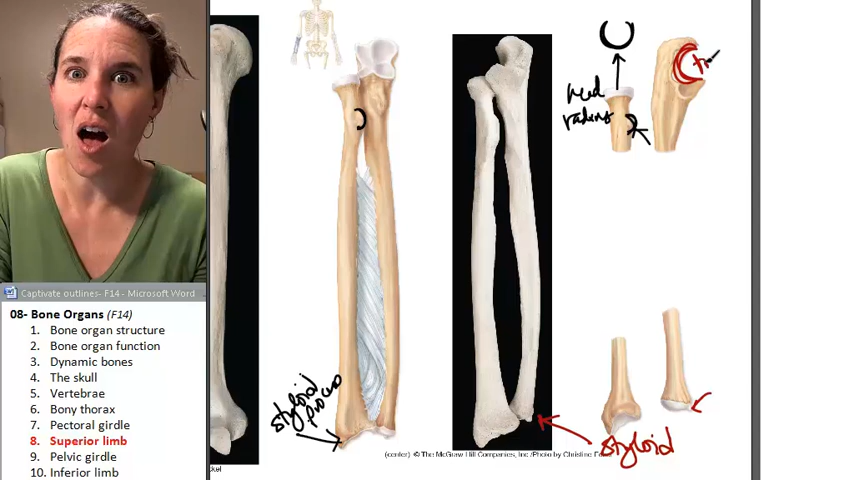 Captivate outlines- F14 - Microsoft Word
08- Bone Organs (F14)
1. Bone organ structure
2. Bone organ function
3. Dynamic bones
4. The skull
5. Vertebrae
6. Bony thorax
7. Pectoral girdle
8. Superior limb
9. Pelvic girdle
10. Inferior limb
head
radius
styloid
process
styloid
(center) © The McGraw Hill Companies, Inc./Photo by Christine